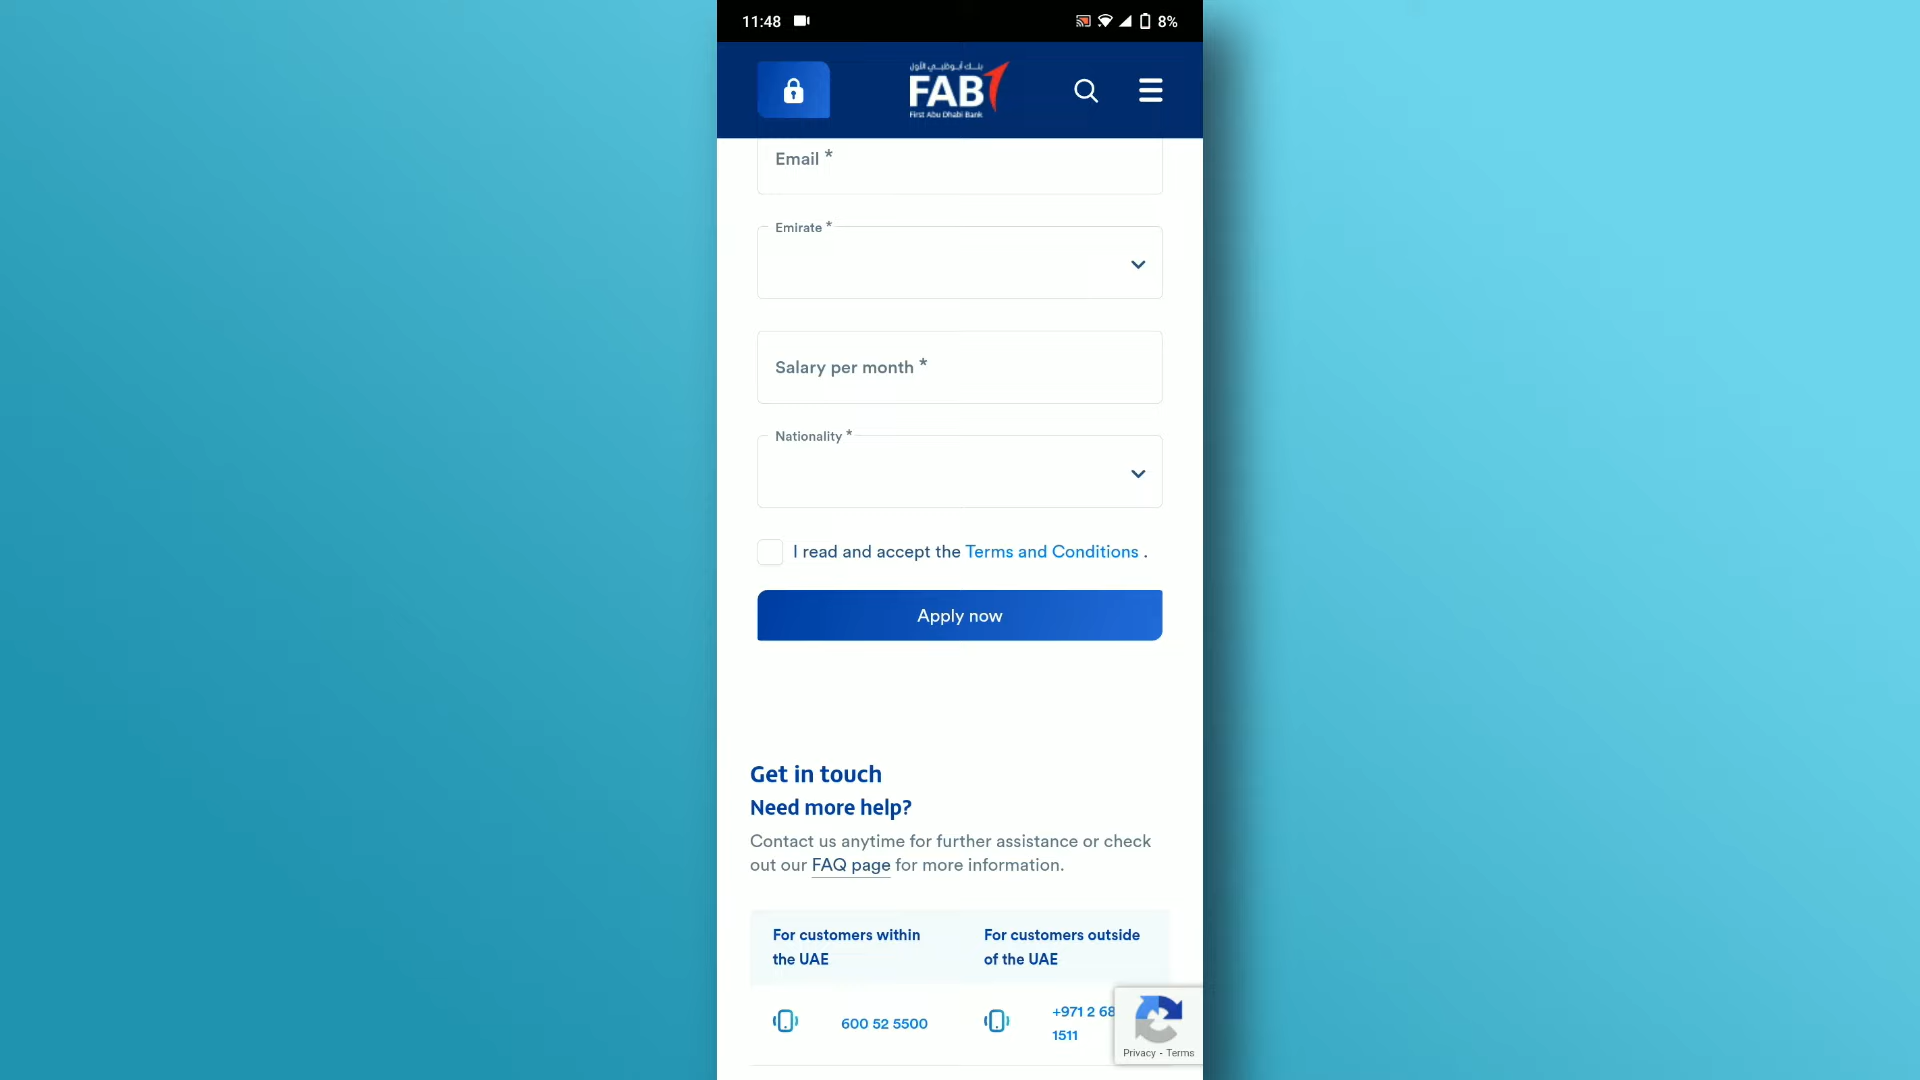 11:48
8%
بنك أبوظبي الأول
FAB
First Abu Dhabi Bank
Email *
Emirate *
Salary per month *
Nationality *
I read and accept the Terms and Conditions .
Apply now
Get in touch
Need more help?
Contact us anytime for further assistance or check
out our FAQ page for more information.
For customers within
the UAE
For customers outside
of the UAE
600 52 5500
+971 2 68
1511
Privacy - Terms